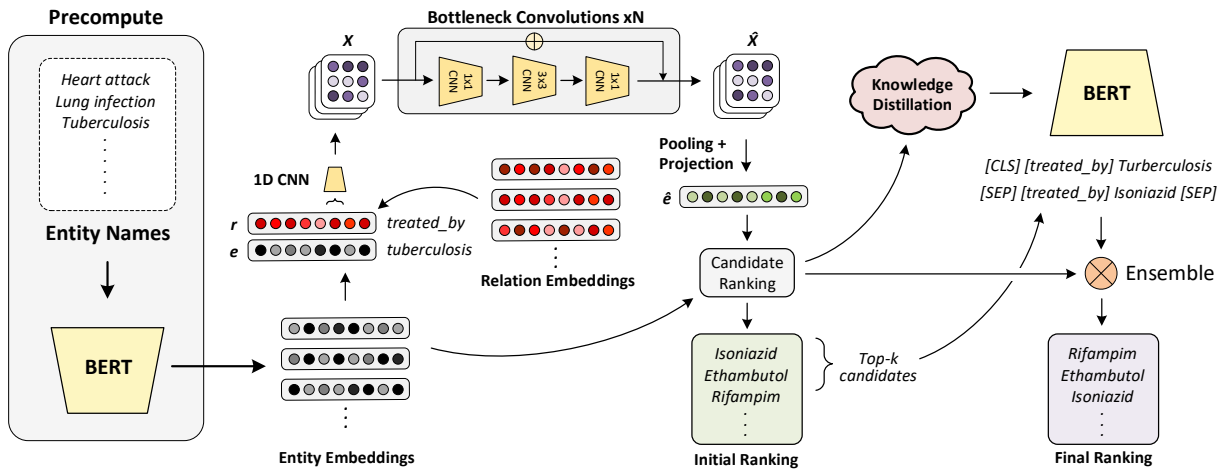 Precompute
Heart attack
Lung infection
Tuberculosis
Entity Names
BERT
Bottleneck Convolutions xN
X
1x1 CNN
3x3 CNN
1x1 CNN
X̂
1D CNN
r
treated_by
e
tuberculosis
Relation Embeddings
Entity Embeddings
Pooling +
Projection
ê
Candidate
Ranking
Isoniazid
Ethambutol
Rifampim
Initial Ranking
Top-k
candidates
Knowledge
Distillation
BERT
[CLS] [treated_by] Turberculosis
[SEP] [treated_by] Isoniazid [SEP]
Ensemble
Rifampim
Ethambutol
Isoniazid
Final Ranking